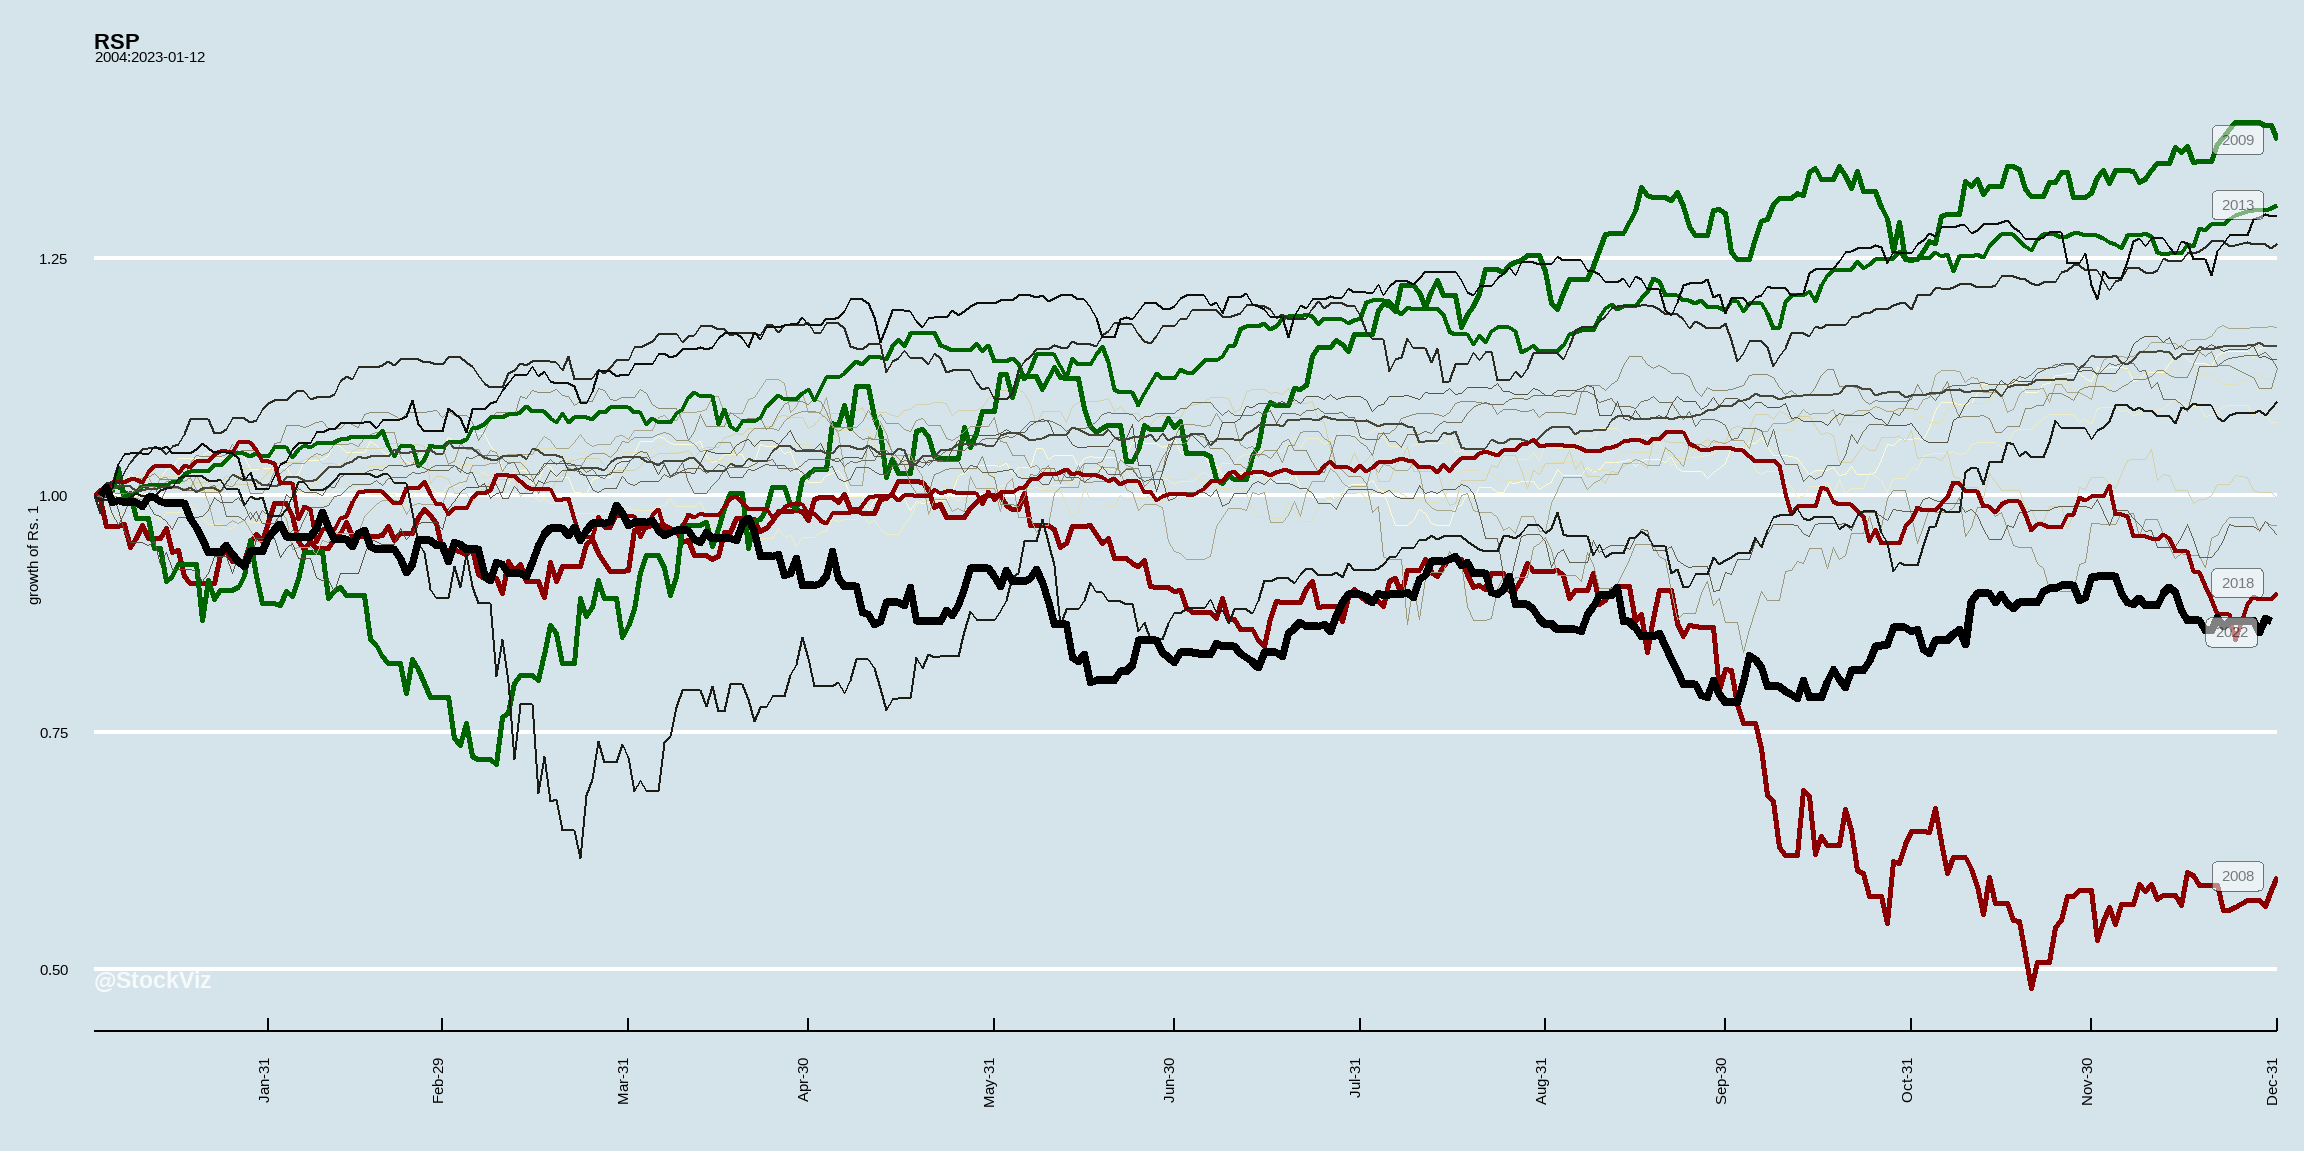 RSP
2004:2023-01-12
2009
2013
1.25
1.00
growth of Rs. 1
2018
2022
0.75
2008
0.50
@StockViz
Jan-31
Feb-29
Mar-31
Apr-30
May-31
Jun-30
Jul-31
Aug-31
Sep-30
Oct-31
Nov-30
Dec-31